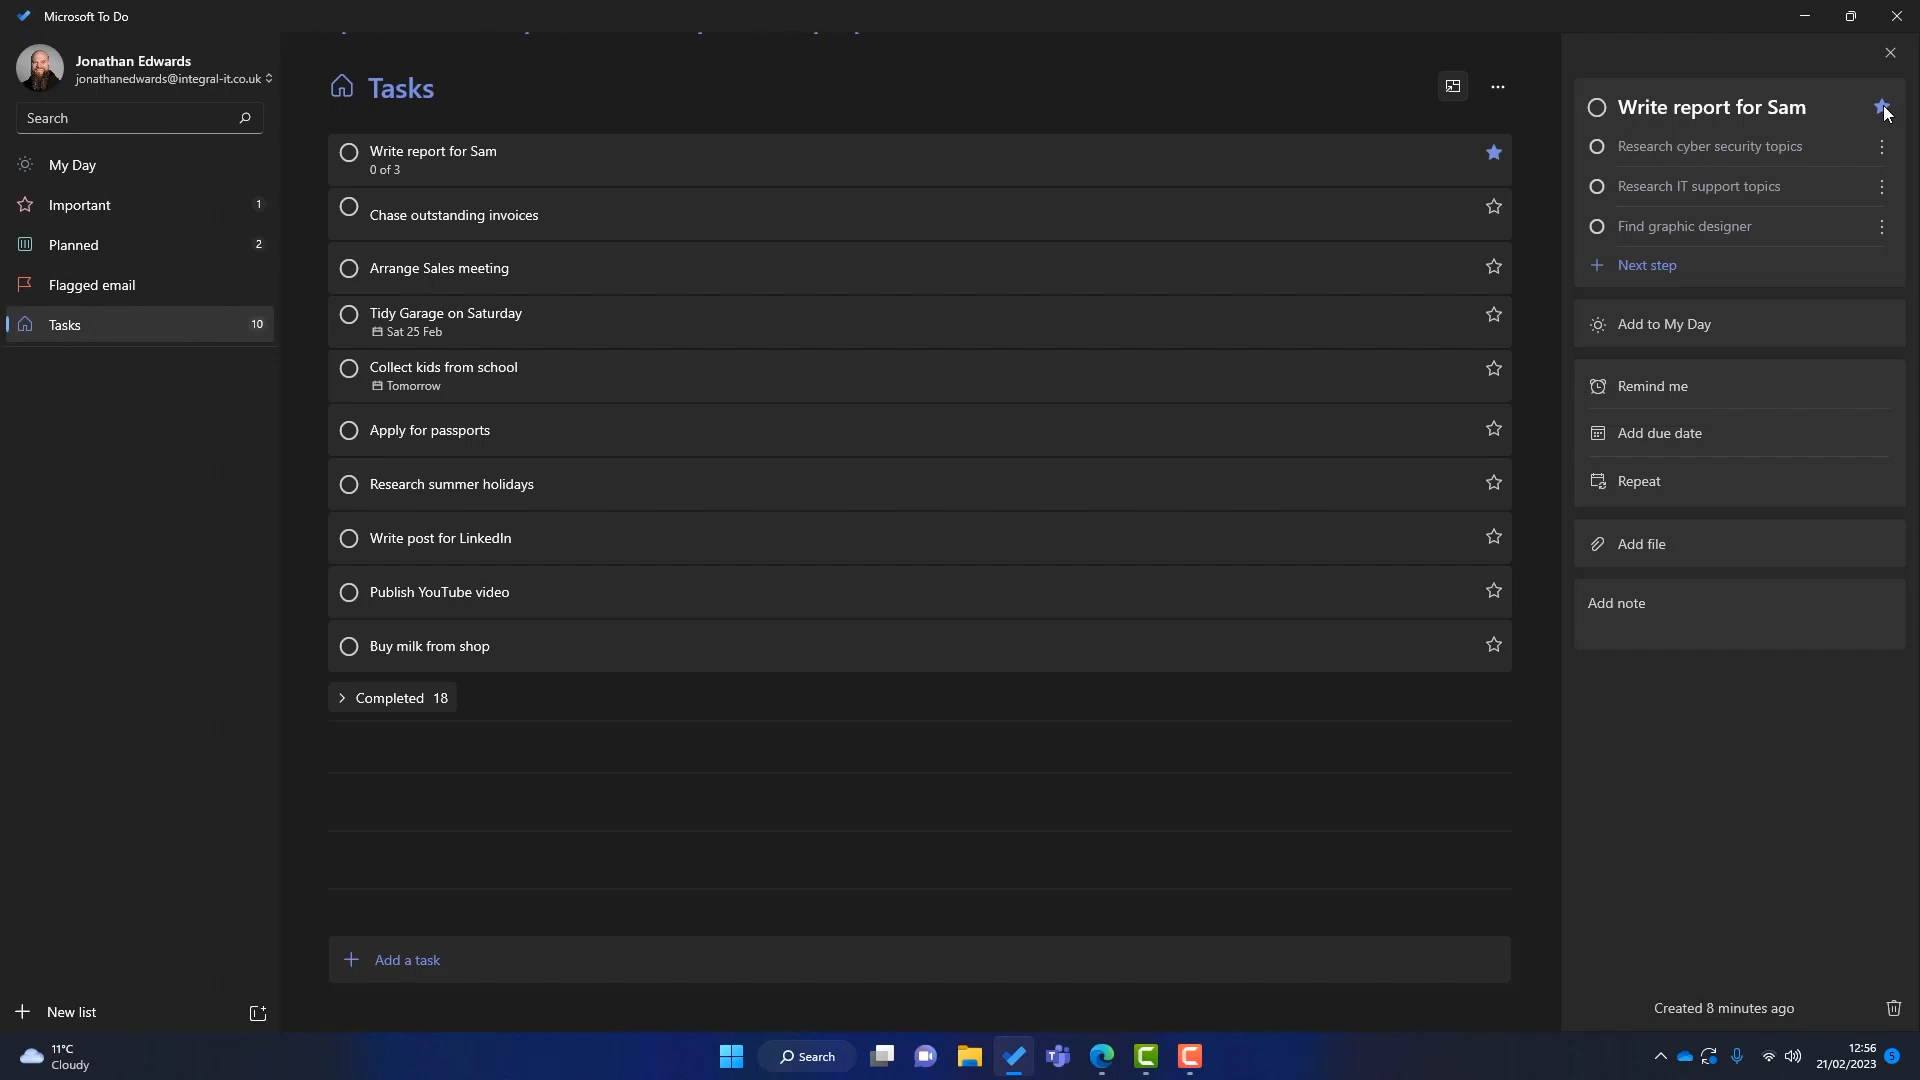 Microsoft To Do
Jonathan Edwards
jonathanedwards@integral-it.co.uk
Search
My Day
Important 1
Planned 2
Flagged email
Tasks 10
New list
Tasks
Write report for Sam
0 of 3
Chase outstanding invoices
Arrange Sales meeting
Tidy Garage on Saturday
Sat 25 Feb
Collect kids from school
Tomorrow
Apply for passports
Research summer holidays
Write post for LinkedIn
Publish YouTube video
Buy milk from shop
Completed 18
Add a task
Write report for Sam
Research cyber security topics
Research IT support topics
Find graphic designer
Next step
Add to My Day
Remind me
Add due date
Repeat
Add file
Add note
Created 8 minutes ago
11°C
Cloudy
Search
12:56
21/02/2023
5